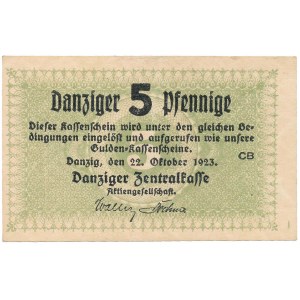 Danziger 5 Pfennige
Dieser Kassenschein wird unter den gleichen Be-
dingungen eingelöst und aufgerufen wie unsere
Gulden-Kassenscheine.
CB
Danzig, den 22. Oktober 1923.
Danziger Zentralkasse
Aktiengesellschaft.